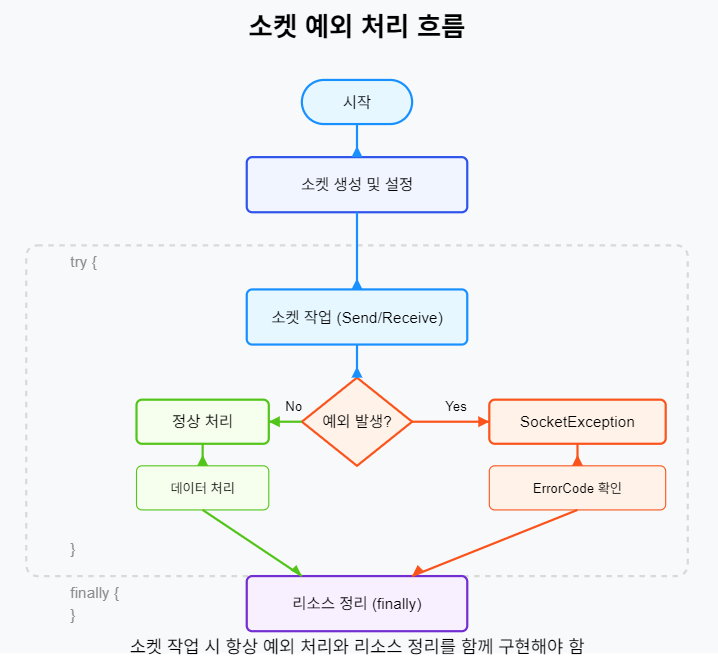 소켓 예외 처리 흐름
시작
소켓 생성 및 설정
try {
소켓 작업 (Send/Receive)
No
예외 발생?
Yes
정상 처리
SocketException
데이터 처리
ErrorCode 확인
}
finally {
리소스 정리 (finally)
}
소켓 작업 시 항상 예외 처리와 리소스 정리를 함께 구현해야 함